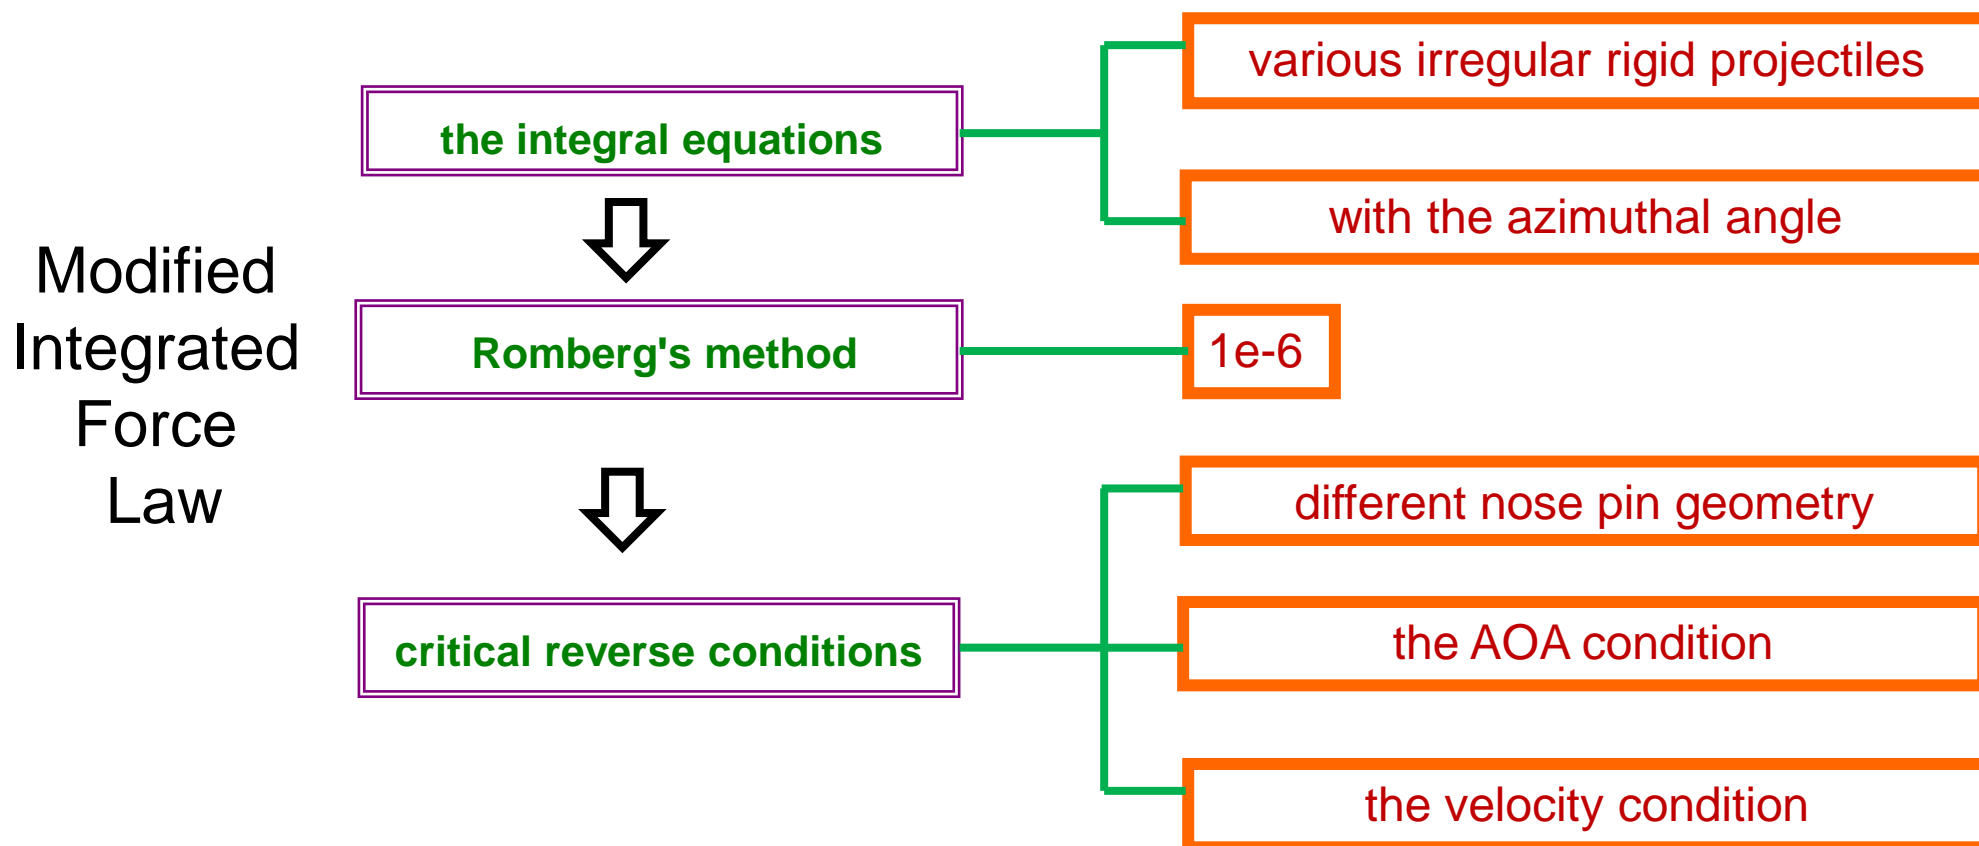 Modified
Integrated
Force
Law
the integral equations
various irregular rigid projectiles
with the azimuthal angle
Romberg's method
1e-6
critical reverse conditions
different nose pin geometry
the AOA condition
the velocity condition